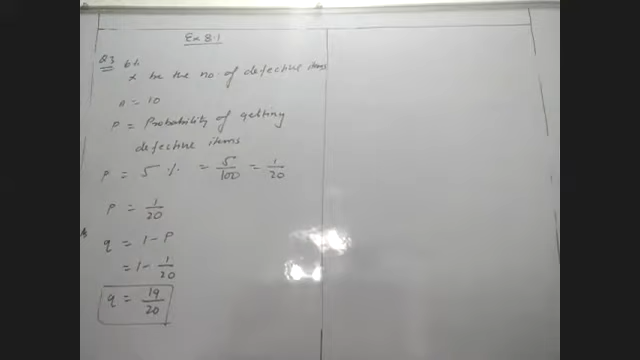 Ex 8.1
Q3 let
x be the no. of defective items
n = 10
P = Probability of getting
defective items
P = 5 % = 5/100 = 1/20
P = 1/20
q = 1 - P
= 1 - 1/20
q = 19/20